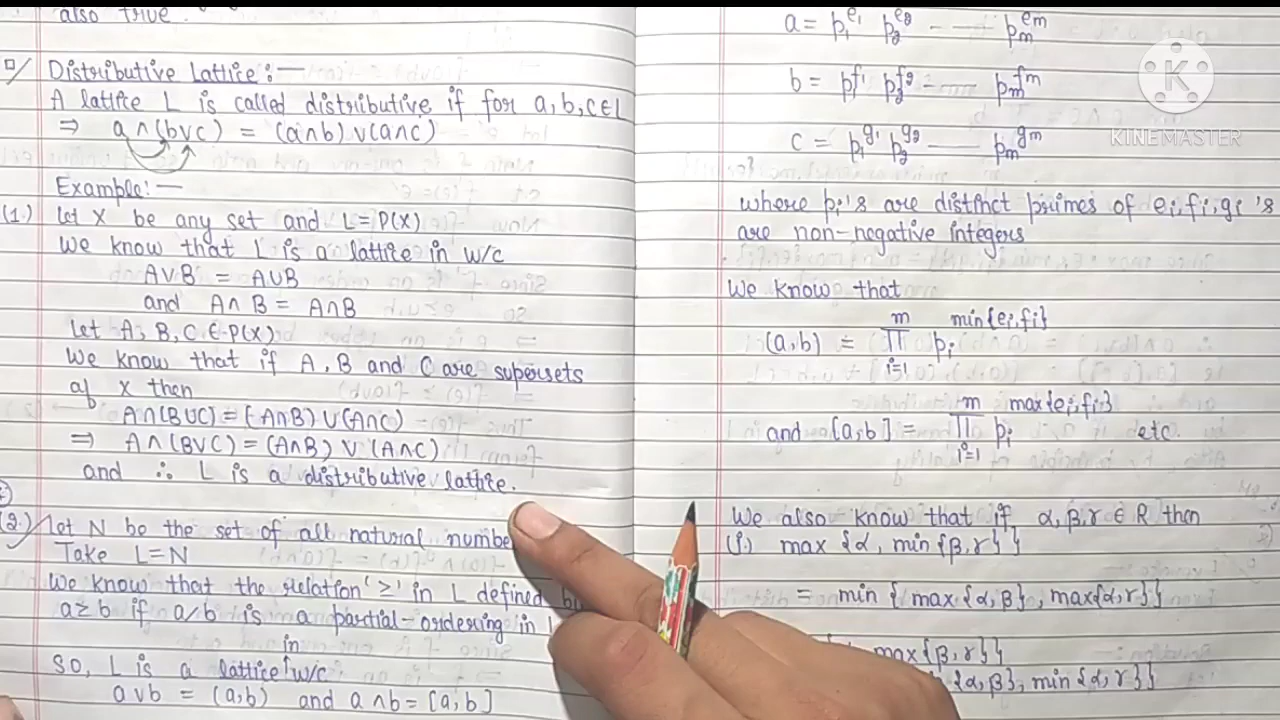 also true.
Distributive Lattice:—
A lattice L is called distributive if for a, b, c ∈ L
⇒ a∧(b∨c) = (a∧b)∨(a∧c)
Example:—
(1.) Let X be any set and L = P(X)
We know that L is a lattice in w/c
A∨B = A∪B
and A∧B = A∩B
Let A, B, C ∈ P(X)
We know that if A, B and C are supersets
of X then
A∩(B∪C) = (A∩B)∪(A∩C)
⇒ A∧(B∨C) = (A∧B) ∨ (A∧C)
and ∴ L is a distributive lattice.
(2.) Let N be the set of all natural
Take L = N
We know that the relation '≥' in L defined
a≥b if a/b is a partial-ordering in
in
So, L is a lattice w/c
a∨b = (a,b) and a∧b = [a,b]
a = p₁^e₁ p₂^e₂ — — pₘ^eₘ
b = p₁^f₁ p₂^f₂ — — pₘ^fₘ
c = p₁^g₁ p₂^g₂ — — pₘ^gₘ
where pᵢ's are distinct primes of eᵢ, fᵢ, gᵢ 's
are non-negative integers
We know that
(a,b) = ∏ᵢ₌₁^m pᵢ^min{eᵢ,fᵢ}
and [a,b] = ∏ᵢ₌₁^m pᵢ^max{eᵢ,fᵢ} etc.
We also know that if α, β, r ∈ R then
(i.) max {α, min{β, r}}
= min {max{α, β}, max{α, r}}
max{β, r}}
{α, β}, min{α, r}}
K
KINEMASTER